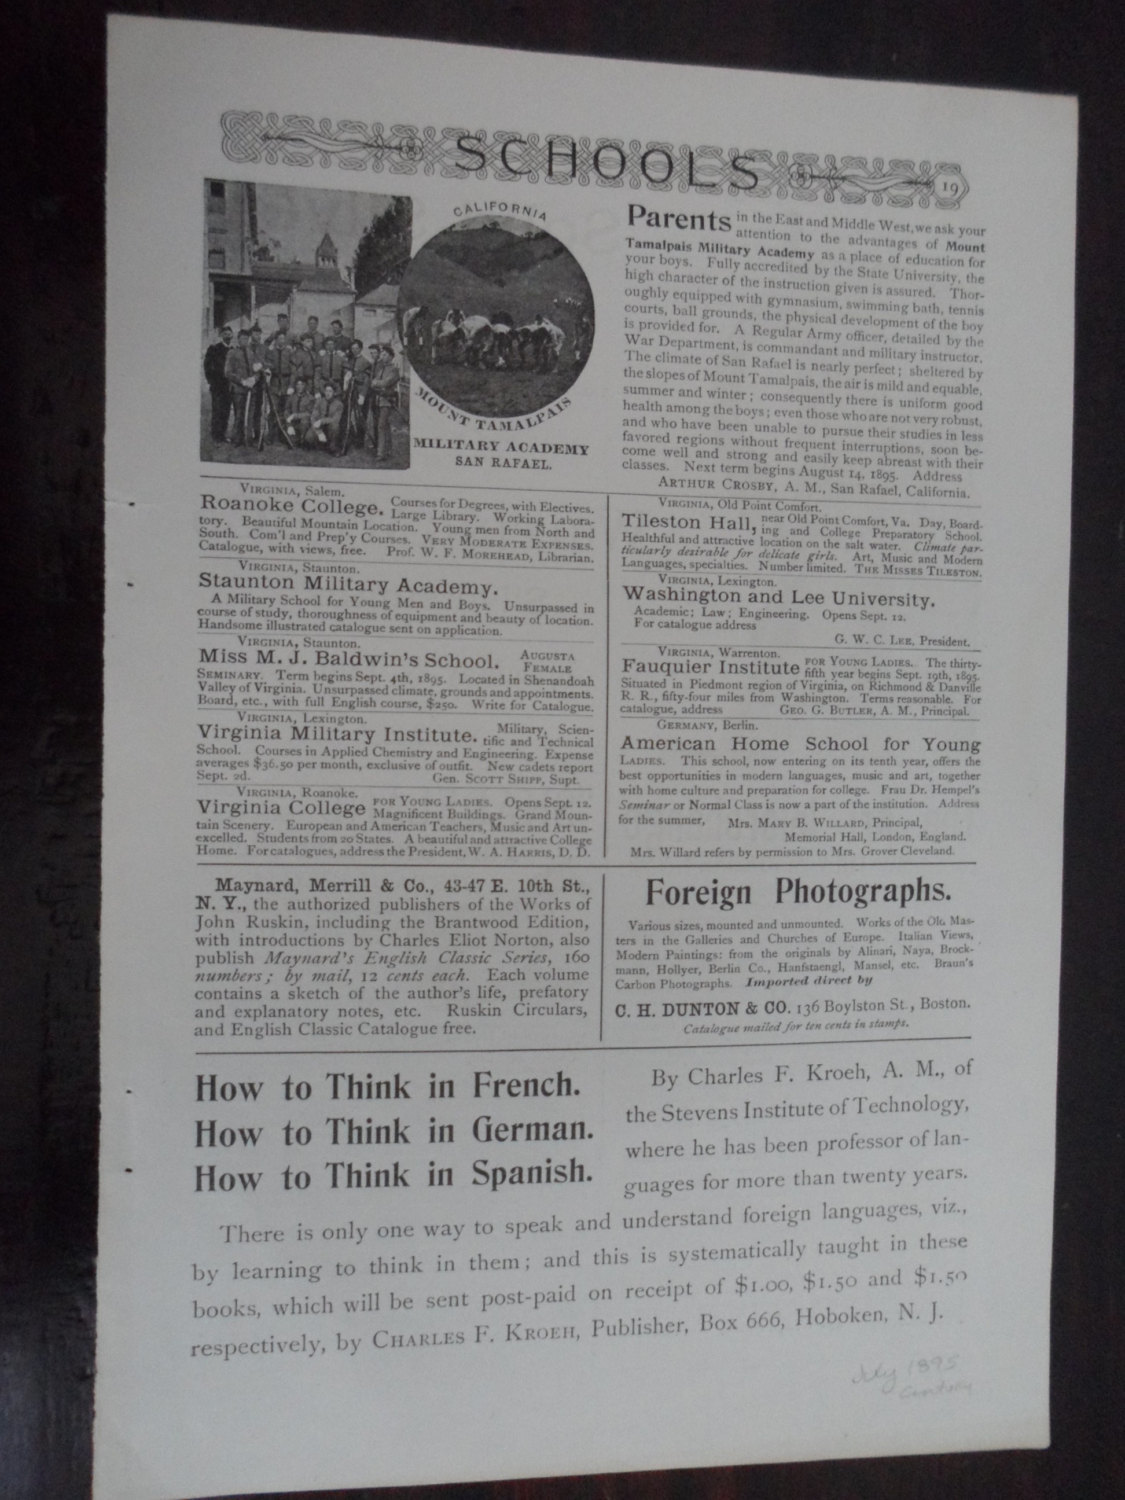 SCHOOLS
19
CALIFORNIA
MOUNT TAMALPAIS
MILITARY ACADEMY
SAN RAFAEL.
Parents in the East and Middle West, we ask your
attention to the advantages of Mount
Tamalpais Military Academy as a place of education for
your boys. Fully accredited by the State University, the
high character of the instruction given is assured. Thor-
oughly equipped with gymnasium, swimming bath, tennis
courts, ball grounds, the physical development of the boy
is provided for. A Regular Army officer, detailed by the
War Department, is commandant and military instructor.
The climate of San Rafael is nearly perfect; sheltered by
the slopes of Mount Tamalpais, the air is mild and equable,
summer and winter; consequently there is uniform good
health among the boys; even those who are not very robust,
and who have been unable to pursue their studies in less
favored regions without frequent interruptions, soon be-
come well and strong and easily keep abreast with their
classes. Next term begins August 14, 1895. Address
ARTHUR CROSBY, A. M., San Rafael, California.
VIRGINIA, Salem.
Roanoke College. Courses for Degrees, with Electives.
Large Library. Working Labora-
tory. Beautiful Mountain Location. Young men from North and
South. Com'l and Prep'y Courses. VERY MODERATE EXPENSES.
Catalogue, with views, free. Prof. W. F. MOREHEAD, Librarian.
VIRGINIA, Staunton.
Staunton Military Academy.
A Military School for Young Men and Boys. Unsurpassed in
course of study, thoroughness of equipment and beauty of location.
Handsome illustrated catalogue sent on application.
VIRGINIA, Staunton.
Miss M. J. Baldwin's School. AUGUSTA
FEMALE
SEMINARY. Term begins Sept. 4th, 1895. Located in Shenandoah
Valley of Virginia. Unsurpassed climate, grounds and appointments.
Board, etc., with full English course, $250. Write for Catalogue.
VIRGINIA, Lexington.
Virginia Military Institute. Military, Scien-
tific and Technical
School. Courses in Applied Chemistry and Engineering. Expense
averages $36.50 per month, exclusive of outfit. New cadets report
Sept. 2d. Gen. SCOTT SHIPP, Supt.
VIRGINIA, Roanoke.
Virginia College FOR YOUNG LADIES. Opens Sept. 12.
Magnificent Buildings. Grand Moun-
tain Scenery. European and American Teachers, Music and Art un-
excelled. Students from 20 States. A beautiful and attractive College
Home. For catalogues, address the President, W. A. HARRIS, D. D.
VIRGINIA, Old Point Comfort.
Tileston Hall, near Old Point Comfort, Va. Day, Board-
ing and College Preparatory School.
Healthful and attractive location on the salt water. Climate par-
ticularly desirable for delicate girls. Art, Music and Modern
Languages, specialties. Number limited. THE MISSES TILESTON.
VIRGINIA, Lexington.
Washington and Lee University.
Academic; Law; Engineering. Opens Sept. 12.
For catalogue address
G. W. C. LEE, President.
VIRGINIA, Warrenton.
Fauquier Institute FOR YOUNG LADIES. The thirty-
fifth year begins Sept. 19th, 1895.
Situated in Piedmont region of Virginia, on Richmond & Danville
R. R., fifty-four miles from Washington. Terms reasonable. For
catalogue, address GEO. G. BUTLER, A. M., Principal.
GERMANY, Berlin.
American Home School for Young
LADIES. This school, now entering on its tenth year, offers the
best opportunities in modern languages, music and art, together
with home culture and preparation for college. Frau Dr. Hempel's
Seminar or Normal Class is now a part of the institution. Address
for the summer, Mrs. MARY B. WILLARD, Principal,
Memorial Hall, London, England.
Mrs. Willard refers by permission to Mrs. Grover Cleveland.
Maynard, Merrill & Co., 43-47 E. 10th St.,
N. Y., the authorized publishers of the Works of
John Ruskin, including the Brantwood Edition,
with introductions by Charles Eliot Norton, also
publish Maynard's English Classic Series, 160
numbers; by mail, 12 cents each. Each volume
contains a sketch of the author's life, prefatory
and explanatory notes, etc. Ruskin Circulars,
and English Classic Catalogue free.
Foreign Photographs.
Various sizes, mounted and unmounted. Works of the Old Mas-
ters in the Galleries and Churches of Europe. Italian Views,
Modern Paintings: from the originals by Alinari, Naya, Brock-
mann, Hollyer, Berlin Co., Hanfstaengl, Mansel, etc. Braun's
Carbon Photographs. Imported direct by
C. H. DUNTON & CO. 136 Boylston St., Boston.
Catalogue mailed for ten cents in stamps.
How to Think in French.
How to Think in German.
How to Think in Spanish.
By Charles F. Kroeh, A. M., of
the Stevens Institute of Technology,
where he has been professor of lan-
guages for more than twenty years.
There is only one way to speak and understand foreign languages, viz.,
by learning to think in them; and this is systematically taught in these
books, which will be sent post-paid on receipt of $1.00, $1.50 and $1.50
respectively, by CHARLES F. KROEH, Publisher, Box 666, Hoboken, N. J.
July 1895
Century